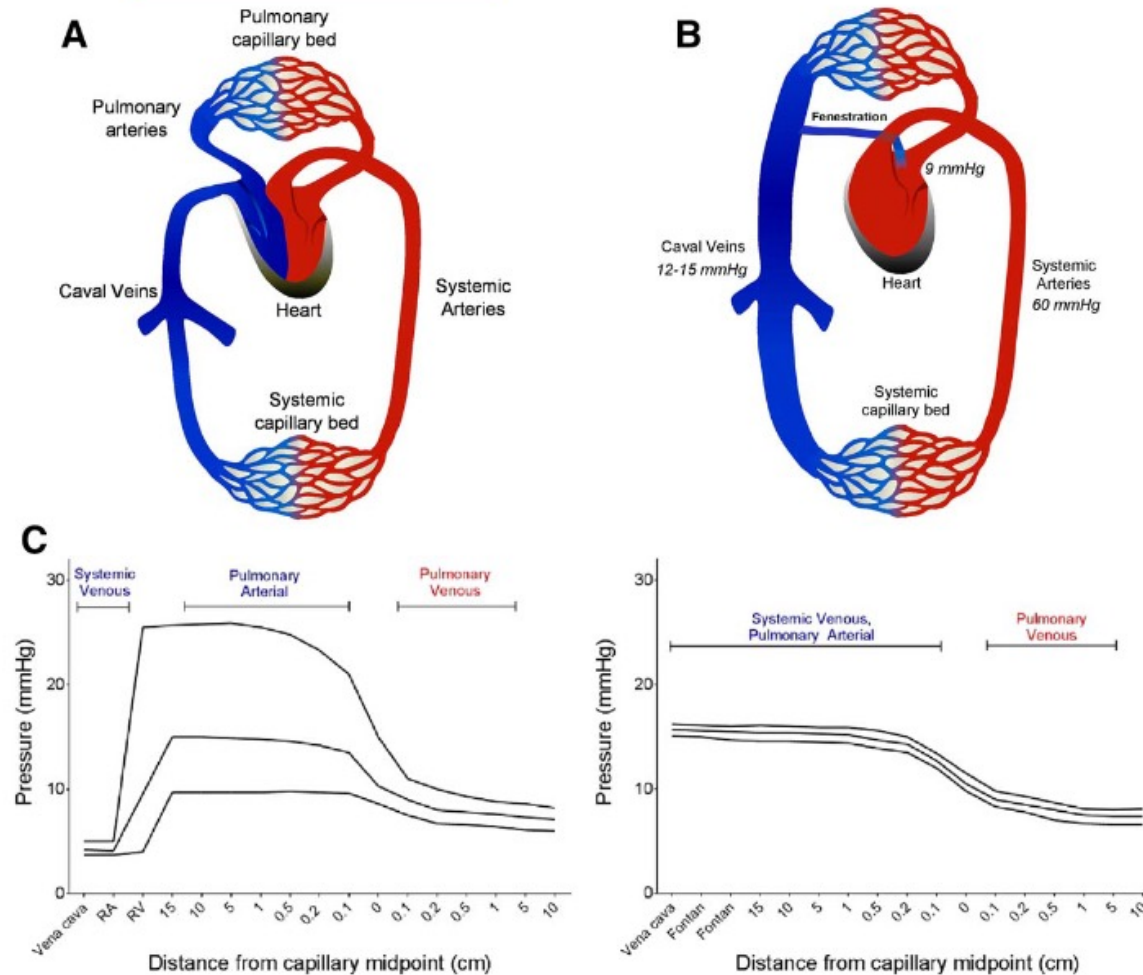 A
Pulmonary
capillary bed
Pulmonary
arteries
Caval Veins
Heart
Systemic
Arteries
Systemic
capillary bed
B
Fenestration
9 mmHg
Caval Veins
12-15 mmHg
Heart
Systemic
Arteries
60 mmHg
Systemic
capillary bed
C
Systemic
Venous
Pulmonary
Arterial
Pulmonary
Venous
Pressure (mmHg)
30
20
10
0
Vena cava RA RV 15 10 5 1 0.5 0.2 0.1 0 0.1 0.2 0.5 1 5 10
Distance from capillary midpoint (cm)
Systemic Venous,
Pulmonary Arterial
Pulmonary
Venous
Pressure (mmHg)
30
20
10
0
Vena cava Fontan Fontan 15 10 5 1 0.5 0.2 0.1 0 0.1 0.2 0.5 1 5 10
Distance from capillary midpoint (cm)